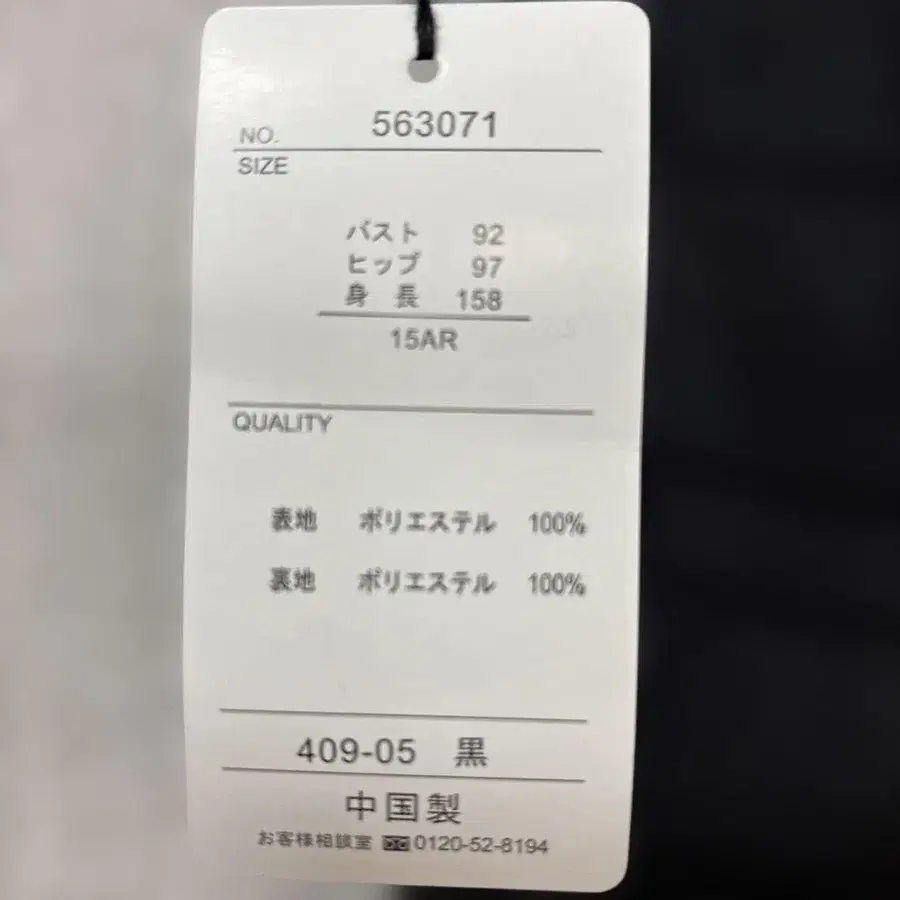 NO. 563071
SIZE
バスト 92
ヒップ 97
身 長 158
15AR
QUALITY
表地 ポリエステル 100%
裏地 ポリエステル 100%
409-05 黒
中国製
お客様相談室 0120-52-8194